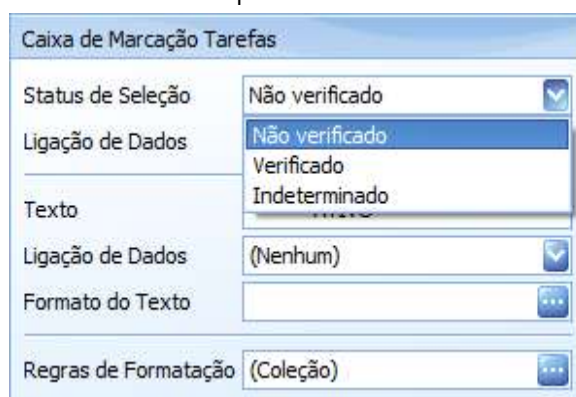 Caixa de Marcação Tarefas
Status de Seleção Não verificado
Ligação de Dados Não verificado
Verificado
Indeterminado
Texto
Ligação de Dados (Nenhum)
Formato do Texto
Regras de Formatação (Coleção)